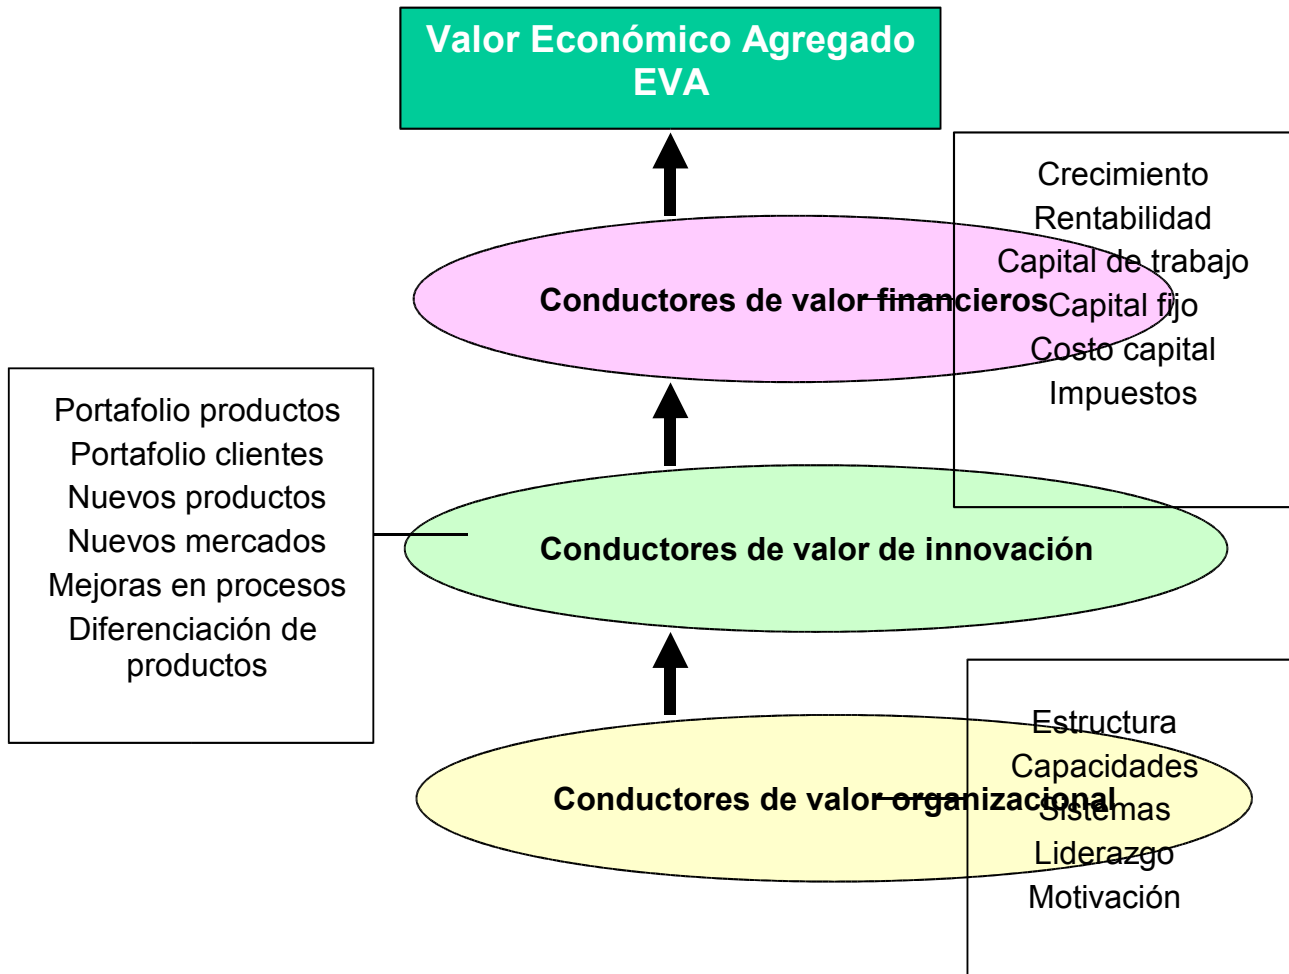 Valor Económico Agregado
EVA
Crecimiento
Rentabilidad
Capital de trabajo
Capital fijo
Costo capital
Impuestos
Conductores de valor financieros
Portafolio productos
Portafolio clientes
Nuevos productos
Nuevos mercados
Mejoras en procesos
Diferenciación de
productos
Conductores de valor de innovación
Estructura
Capacidades
Sistemas
Liderazgo
Motivación
Conductores de valor organizacional